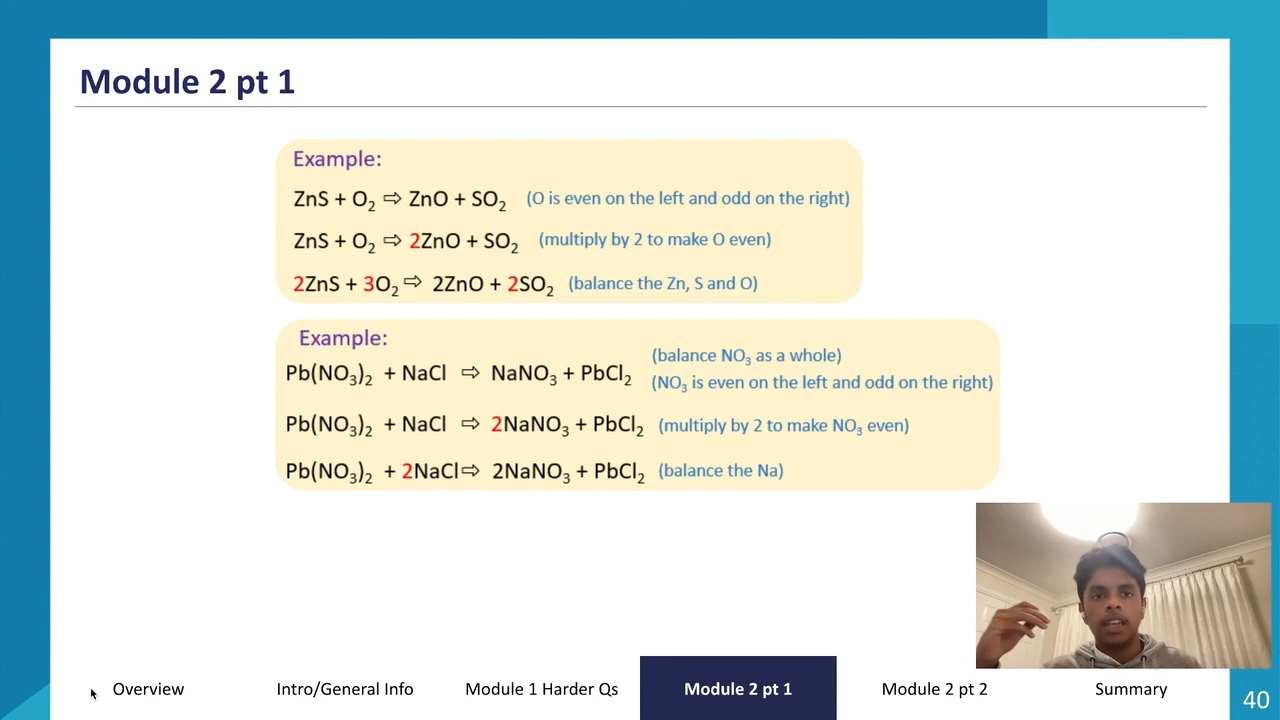 Module 2 pt 1
Example:
ZnS + O₂ ⇨ ZnO + SO₂ (O is even on the left and odd on the right)
ZnS + O₂ ⇨ 2ZnO + SO₂ (multiply by 2 to make O even)
2ZnS + 3O₂ ⇨ 2ZnO + 2SO₂ (balance the Zn, S and O)
Example:
(balance NO₃ as a whole)
Pb(NO₃)₂ + NaCl ⇨ NaNO₃ + PbCl₂
(NO₃ is even on the left and odd on the right)
Pb(NO₃)₂ + NaCl ⇨ 2NaNO₃ + PbCl₂ (multiply by 2 to make NO₃ even)
Pb(NO₃)₂ + 2NaCl⇨ 2NaNO₃ + PbCl₂ (balance the Na)
Overview Intro/General Info Module 1 Harder Qs Module 2 pt 1 Module 2 pt 2 Summary
40